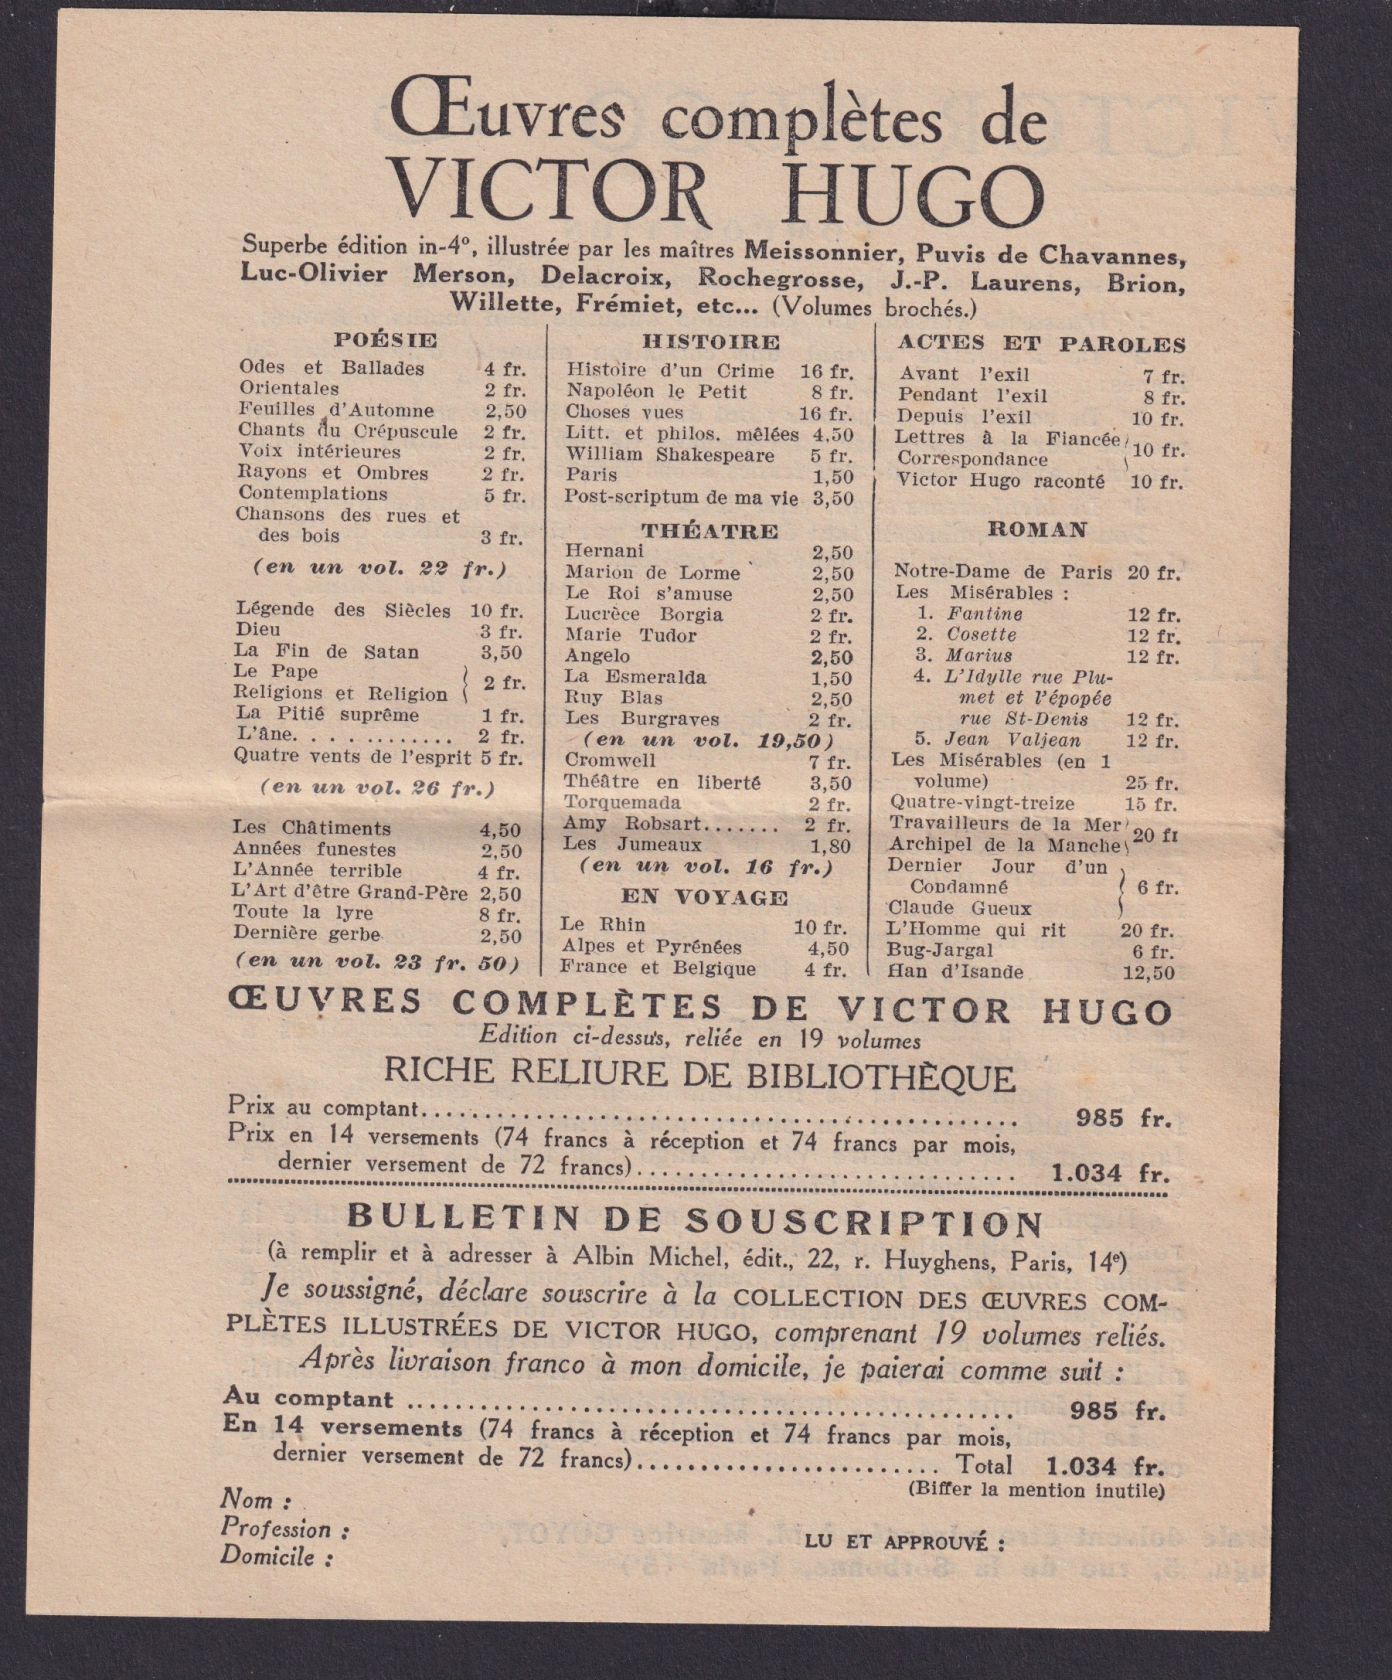 Œuvres complètes de
VICTOR HUGO
Superbe édition in-4º, illustrée par les maîtres Meissonnier, Puvis de Chavannes,
Luc-Olivier Merson, Delacroix, Rochegrosse, J.-P. Laurens, Brion,
Willette, Frémiet, etc... (Volumes brochés.)
POÉSIE
Odes et Ballades 4 fr.
Orientales 2 fr.
Feuilles d'Automne 2,50
Chants du Crépuscule 2 fr.
Voix intérieures 2 fr.
Rayons et Ombres 2 fr.
Contemplations 5 fr.
Chansons des rues et
des bois 3 fr.
(en un vol. 22 fr.)
Légende des Siècles 10 fr.
Dieu 3 fr.
La Fin de Satan 3,50
Le Pape
Religions et Religion } 2 fr.
La Pitié suprême 1 fr.
L'âne............. 2 fr.
Quatre vents de l'esprit 5 fr.
(en un vol. 26 fr.)
Les Châtiments 4,50
Années funestes 2,50
L'Année terrible 4 fr.
L'Art d'être Grand-Père 2,50
Toute la lyre 8 fr.
Dernière gerbe 2,50
(en un vol. 23 fr. 50)
HISTOIRE
Histoire d'un Crime 16 fr.
Napoléon le Petit 8 fr.
Choses vues 16 fr.
Litt. et philos. mêlées 4,50
William Shakespeare 5 fr.
Paris 1,50
Post-scriptum de ma vie 3,50
THÉATRE
Hernani 2,50
Marion de Lorme 2,50
Le Roi s'amuse 2,50
Lucrèce Borgia 2 fr.
Marie Tudor 2 fr.
Angelo 2,50
La Esmeralda 1,50
Ruy Blas 2,50
Les Burgraves 2 fr.
(en un vol. 19,50)
Cromwell 7 fr.
Théâtre en liberté 3,50
Torquemada 2 fr.
Amy Robsart....... 2 fr.
Les Jumeaux 1,80
(en un vol. 16 fr.)
EN VOYAGE
Le Rhin 10 fr.
Alpes et Pyrénées 4,50
France et Belgique 4 fr.
ACTES ET PAROLES
Avant l'exil 7 fr.
Pendant l'exil 8 fr.
Depuis l'exil 10 fr.
Lettres à la Fiancée
Correspondance } 10 fr.
Victor Hugo raconté 10 fr.
ROMAN
Notre-Dame de Paris 20 fr.
Les Misérables :
1. Fantine 12 fr.
2. Cosette 12 fr.
3. Marius 12 fr.
4. L'Idylle rue Plu-
met et l'épopée
rue St-Denis 12 fr.
5. Jean Valjean 12 fr.
Les Misérables (en 1
volume) 25 fr.
Quatre-vingt-treize 15 fr.
Travailleurs de la Mer
Archipel de la Manche } 20 fr
Dernier Jour d'un
Condamné } 6 fr.
Claude Gueux
L'Homme qui rit 20 fr.
Bug-Jargal 6 fr.
Han d'Isande 12,50
ŒUVRES COMPLÈTES DE VICTOR HUGO
Edition ci-dessus, reliée en 19 volumes
RICHE RELIURE DE BIBLIOTHÈQUE
Prix au comptant................................................ 985 fr.
Prix en 14 versements (74 francs à réception et 74 francs par mois,
dernier versement de 72 francs)............................... 1.034 fr.
BULLETIN DE SOUSCRIPTION
(à remplir et à adresser à Albin Michel, édit., 22, r. Huyghens, Paris, 14e)
Je soussigné, déclare souscrire à la COLLECTION DES ŒUVRES COM-
PLÈTES ILLUSTRÉES DE VICTOR HUGO, comprenant 19 volumes reliés.
Après livraison franco à mon domicile, je paierai comme suit :
Au comptant ................................................ 985 fr.
En 14 versements (74 francs à réception et 74 francs par mois,
dernier versement de 72 francs)........................ Total 1.034 fr.
(Biffer la mention inutile)
Nom :
Profession :
Domicile :
LU ET APPROUVÉ :